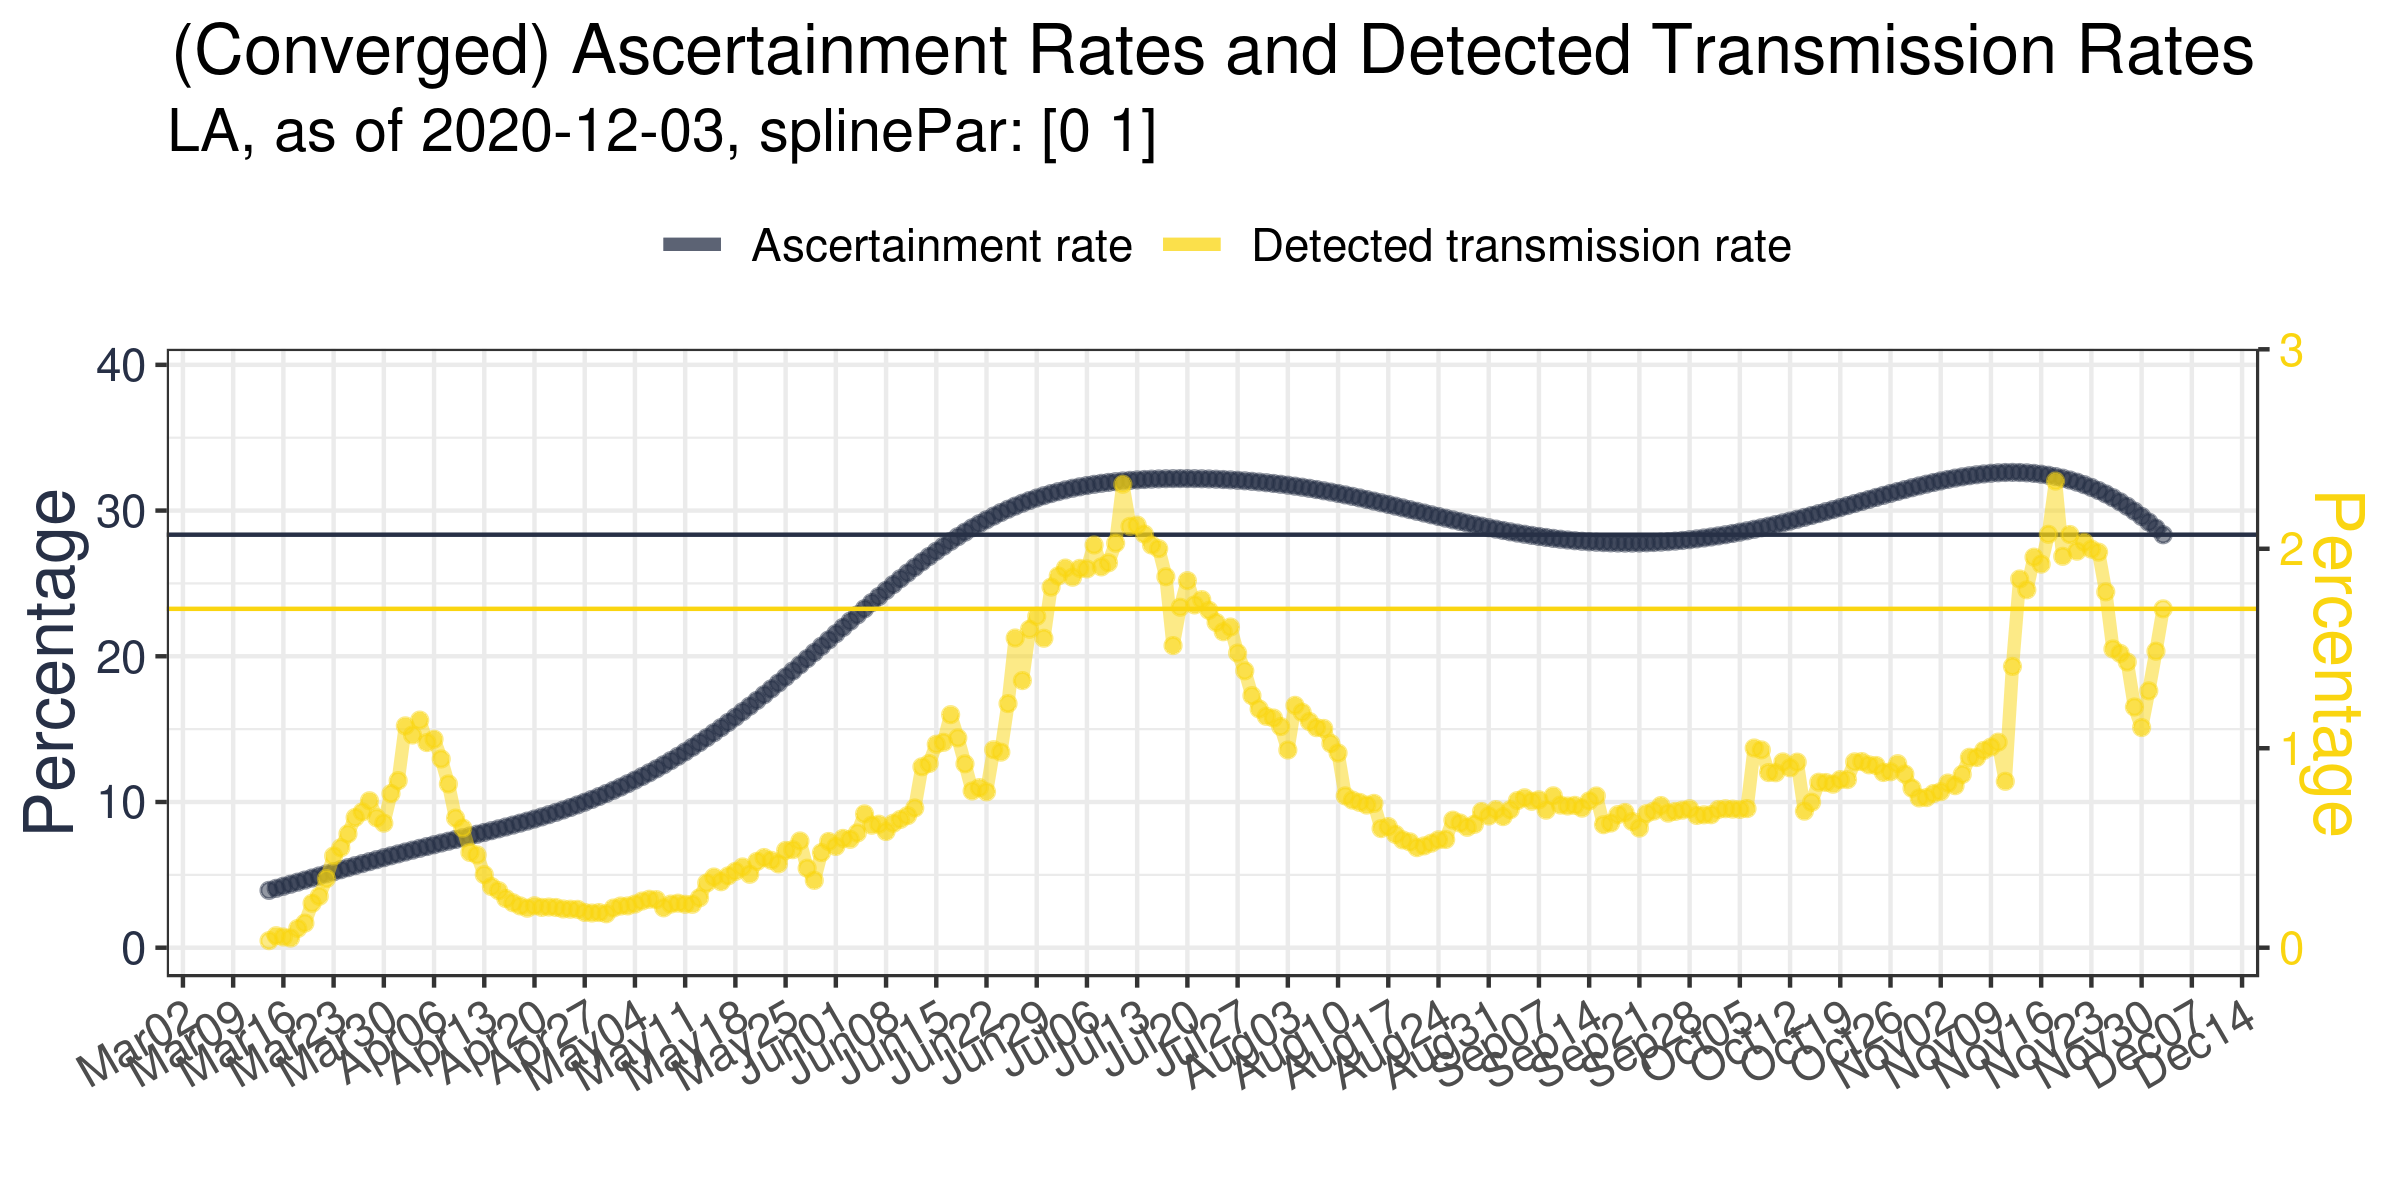 (Converged) Ascertainment Rates and Detected Transmission Rates
LA, as of 2020-12-03, splinePar: [0 1]
Ascertainment rate Detected transmission rate
Percentage
40
30
20
10
0
3
2
1
0
Percentage
Mar02 Mar09 Mar16 Mar23 Mar30 Apr06 Apr13 Apr20 Apr27 May04 May11 May18 May25 Jun01 Jun08 Jun15 Jun22 Jun29 Jul06 Jul13 Jul20 Jul27 Aug03 Aug10 Aug17 Aug24 Aug31 Sep07 Sep14 Sep21 Sep28 Oct05 Oct12 Oct19 Oct26 Nov02 Nov09 Nov16 Nov23 Nov30 Dec07 Dec14